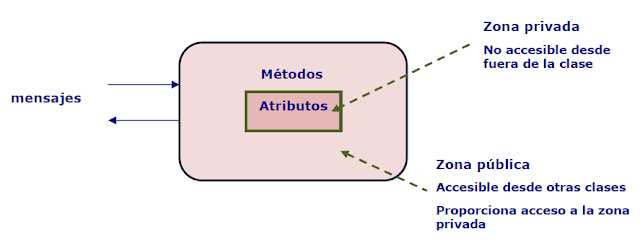 Zona privada
No accesible desde
fuera de la clase
Métodos
Atributos
mensajes
Zona pública
Accesible desde otras clases
Proporciona acceso a la zona
privada